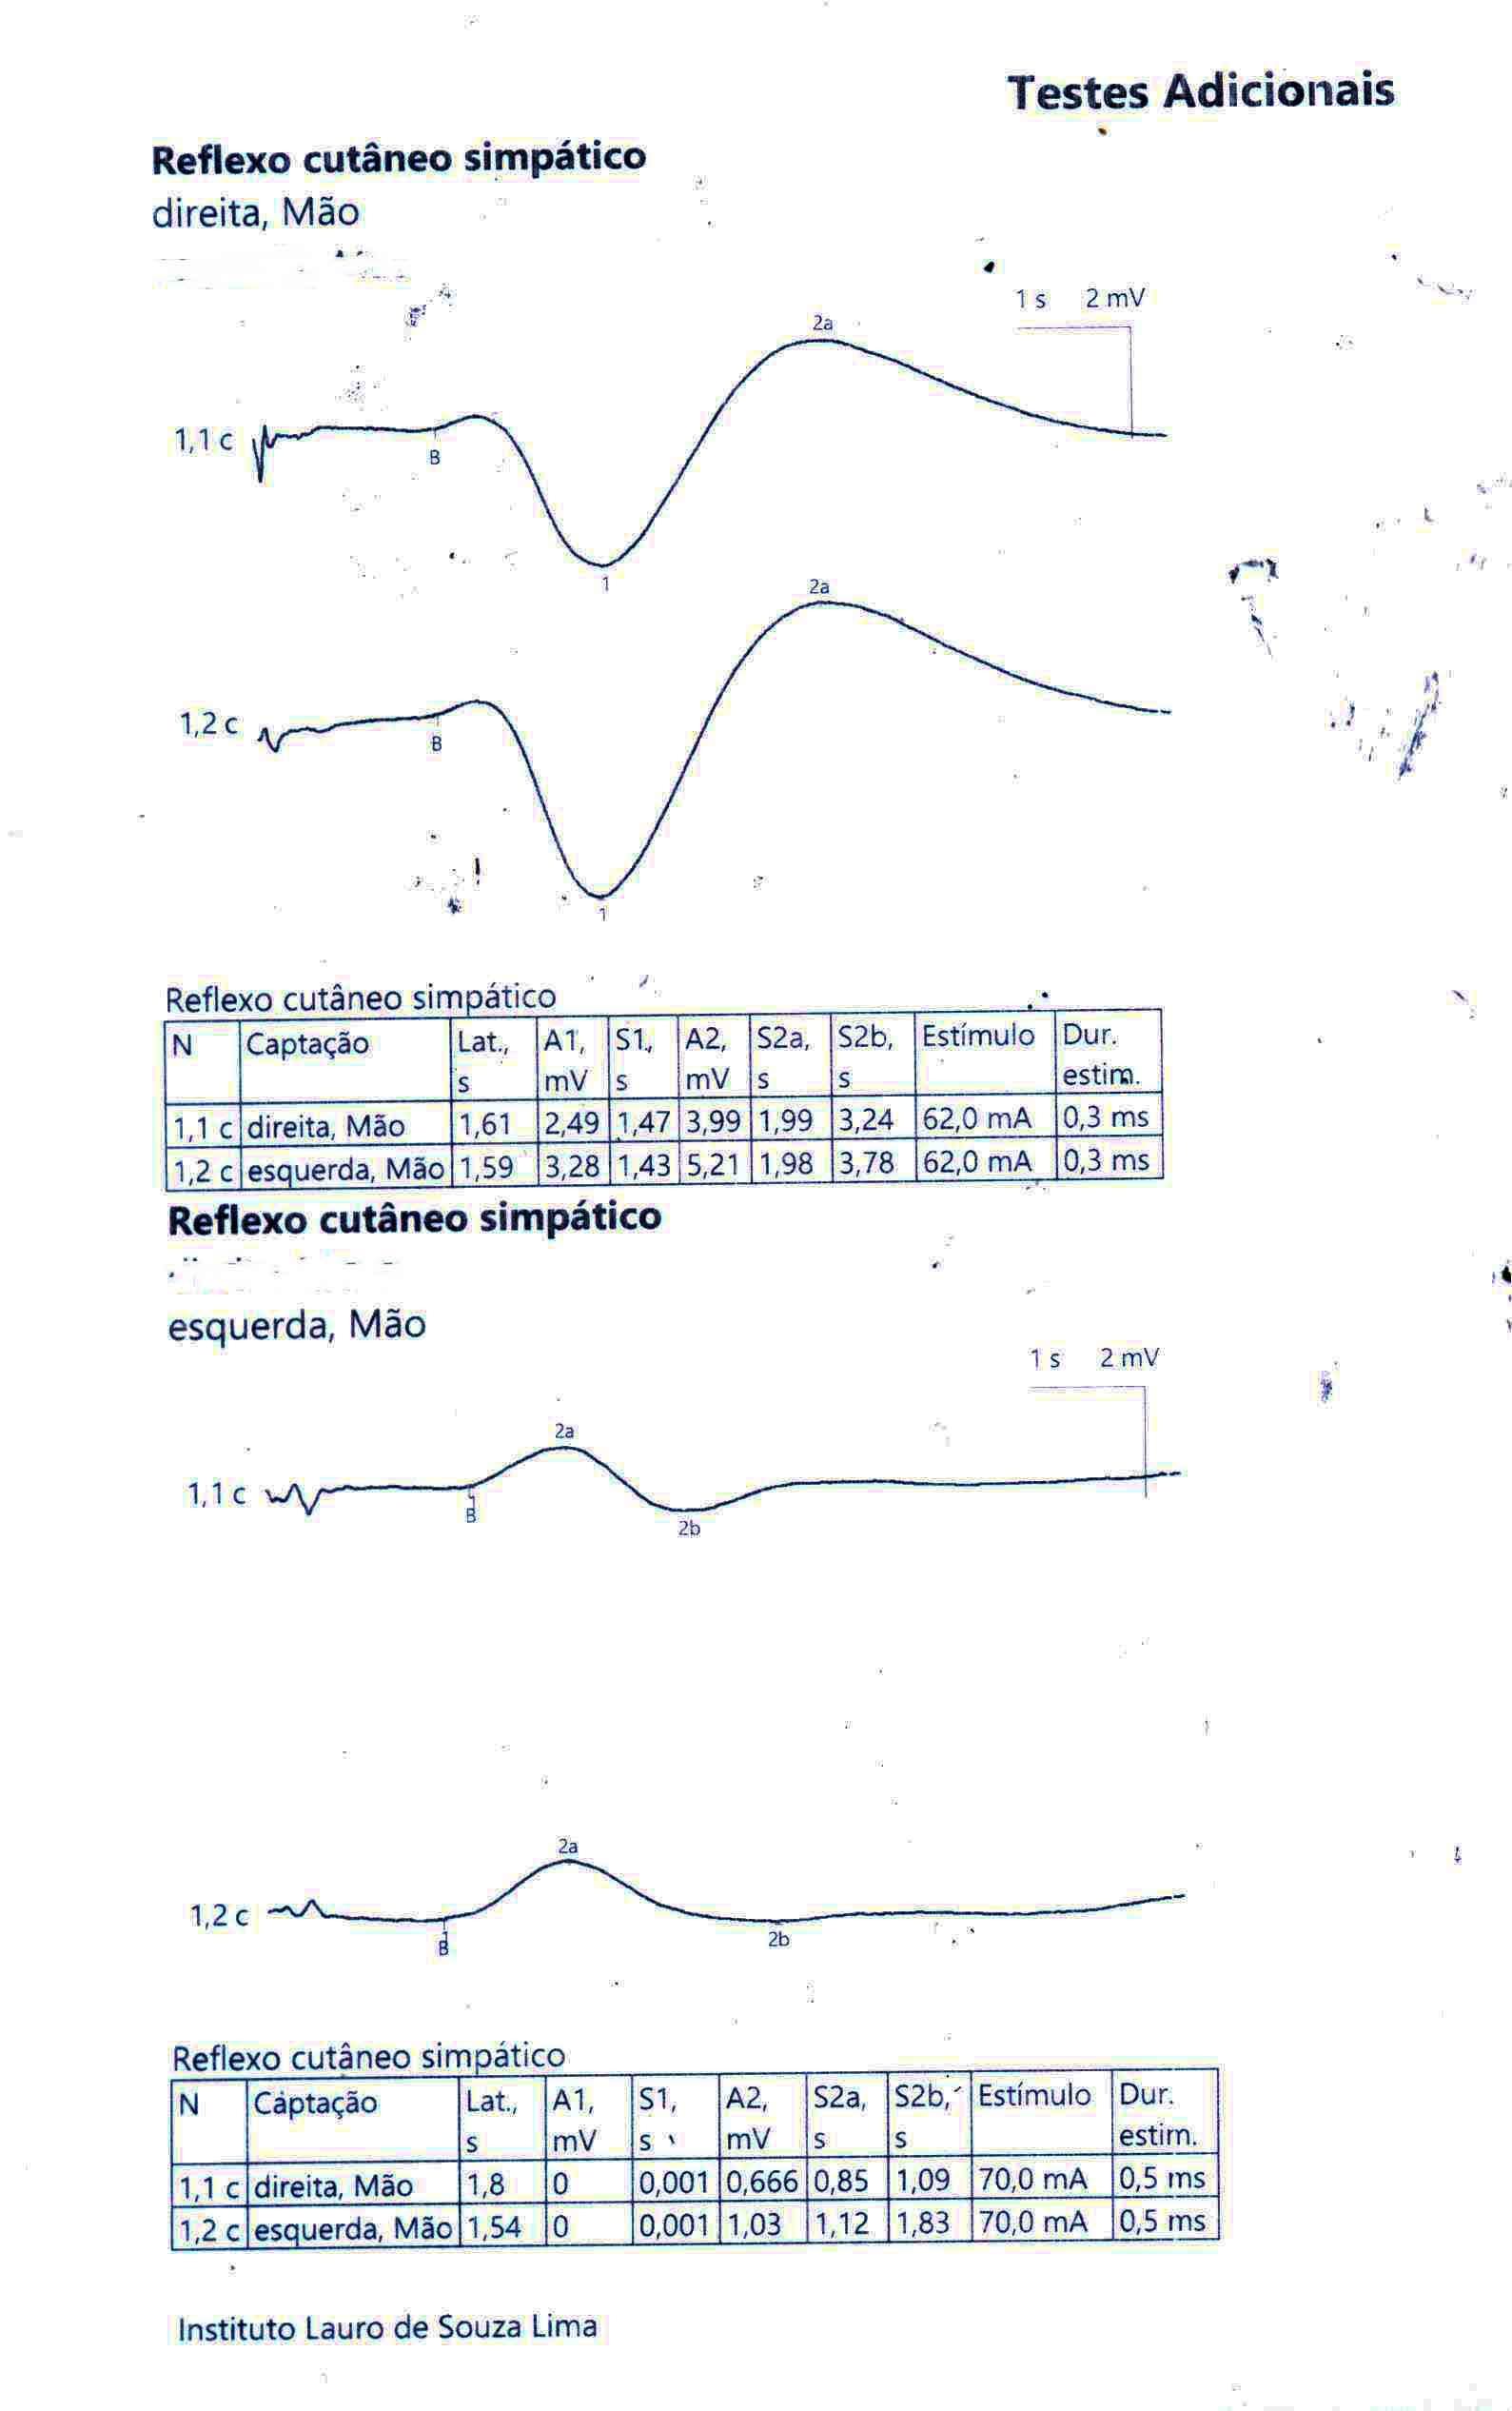 Testes Adicionais
Reflexo cutâneo simpático
direita, Mão
1 s 2 mV
2a
1,1 c
B
1
2a
1,2 c
B
1
Reflexo cutâneo simpático
N Captação Lat., s A1, mV S1, s A2, mV S2a, s S2b, s Estímulo Dur. estim.
1,1 c direita, Mão 1,61 2,49 1,47 3,99 1,99 3,24 62,0 mA 0,3 ms
1,2 c esquerda, Mão 1,59 3,28 1,43 5,21 1,98 3,78 62,0 mA 0,3 ms
Reflexo cutâneo simpático
esquerda, Mão
1 s 2 mV
2a
1,1 c
B
2b
2a
1,2 c
B
2b
Reflexo cutâneo simpático
N Captação Lat., s A1, mV S1, s A2, mV S2a, s S2b, s Estímulo Dur. estim.
1,1 c direita, Mão 1,8 0 0,001 0,666 0,85 1,09 70,0 mA 0,5 ms
1,2 c esquerda, Mão 1,54 0 0,001 1,03 1,12 1,83 70,0 mA 0,5 ms
Instituto Lauro de Souza Lima